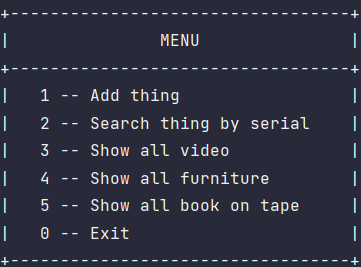 +----------------------------------+
|               MENU               |
+----------------------------------+
|   1 -- Add thing                 |
|   2 -- Search thing by serial    |
|   3 -- Show all video            |
|   4 -- Show all furniture        |
|   5 -- Show all book on tape     |
|   0 -- Exit                      |
+----------------------------------+